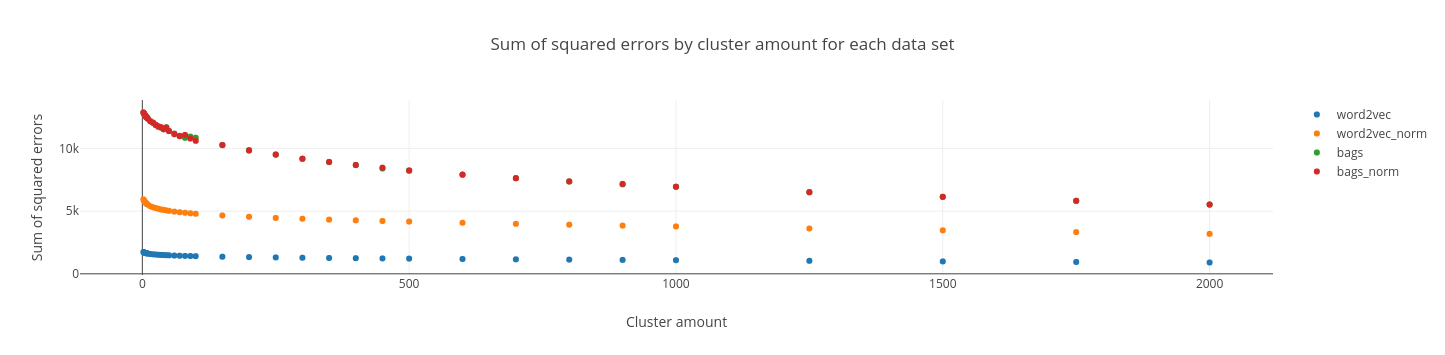 Sum of squared errors by cluster amount for each data set
Sum of squared errors
10k
5k
0
0
500
1000
1500
2000
Cluster amount
word2vec
word2vec_norm
bags
bags_norm